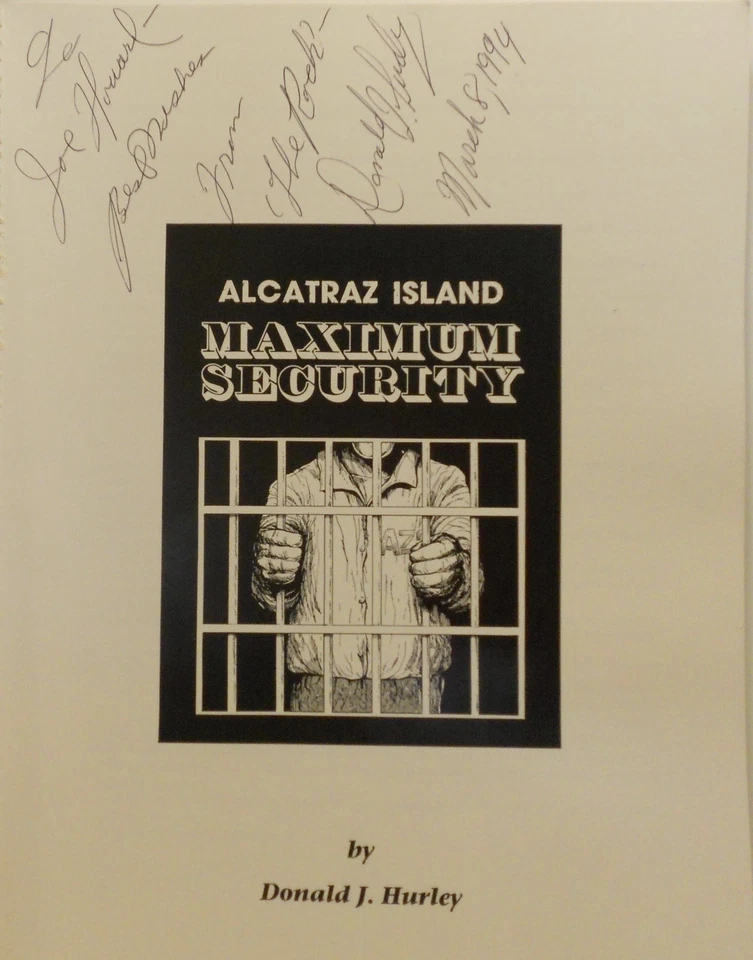 To
Joe Howard-
Best Wishes
From
"The Rock"-
Donald J. Hurley
March 8, 1994
ALCATRAZ ISLAND
MAXIMUM
SECURITY
AZ
by
Donald J. Hurley